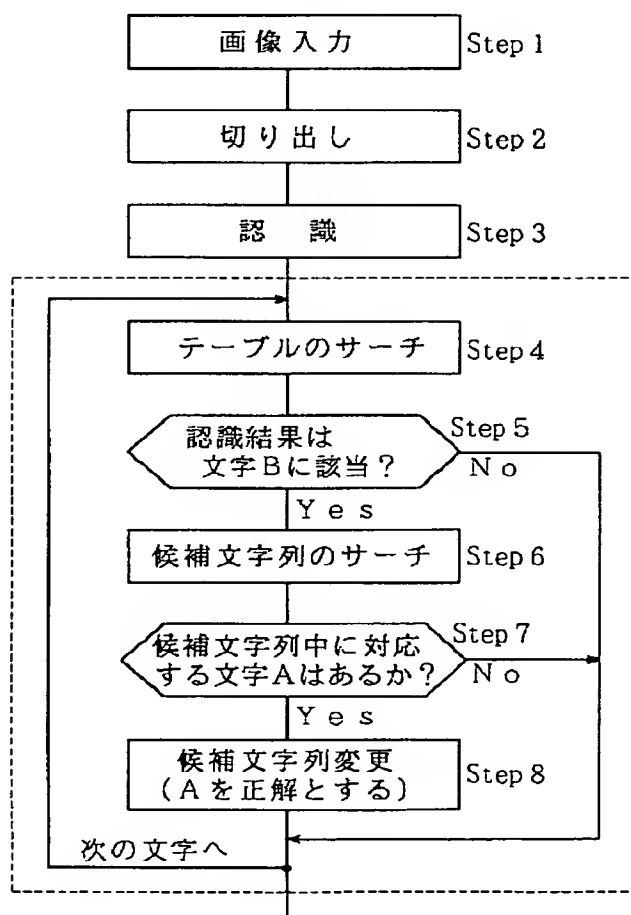 画像入力 Step 1
切り出し Step 2
認識 Step 3
テーブルのサーチ Step 4
認識結果は
文字Bに該当？
Step 5
No
Yes
候補文字列のサーチ Step 6
候補文字列中に対応
する文字Aはあるか？
Step 7
No
Yes
候補文字列変更
（Aを正解とする）
Step 8
次の文字へ